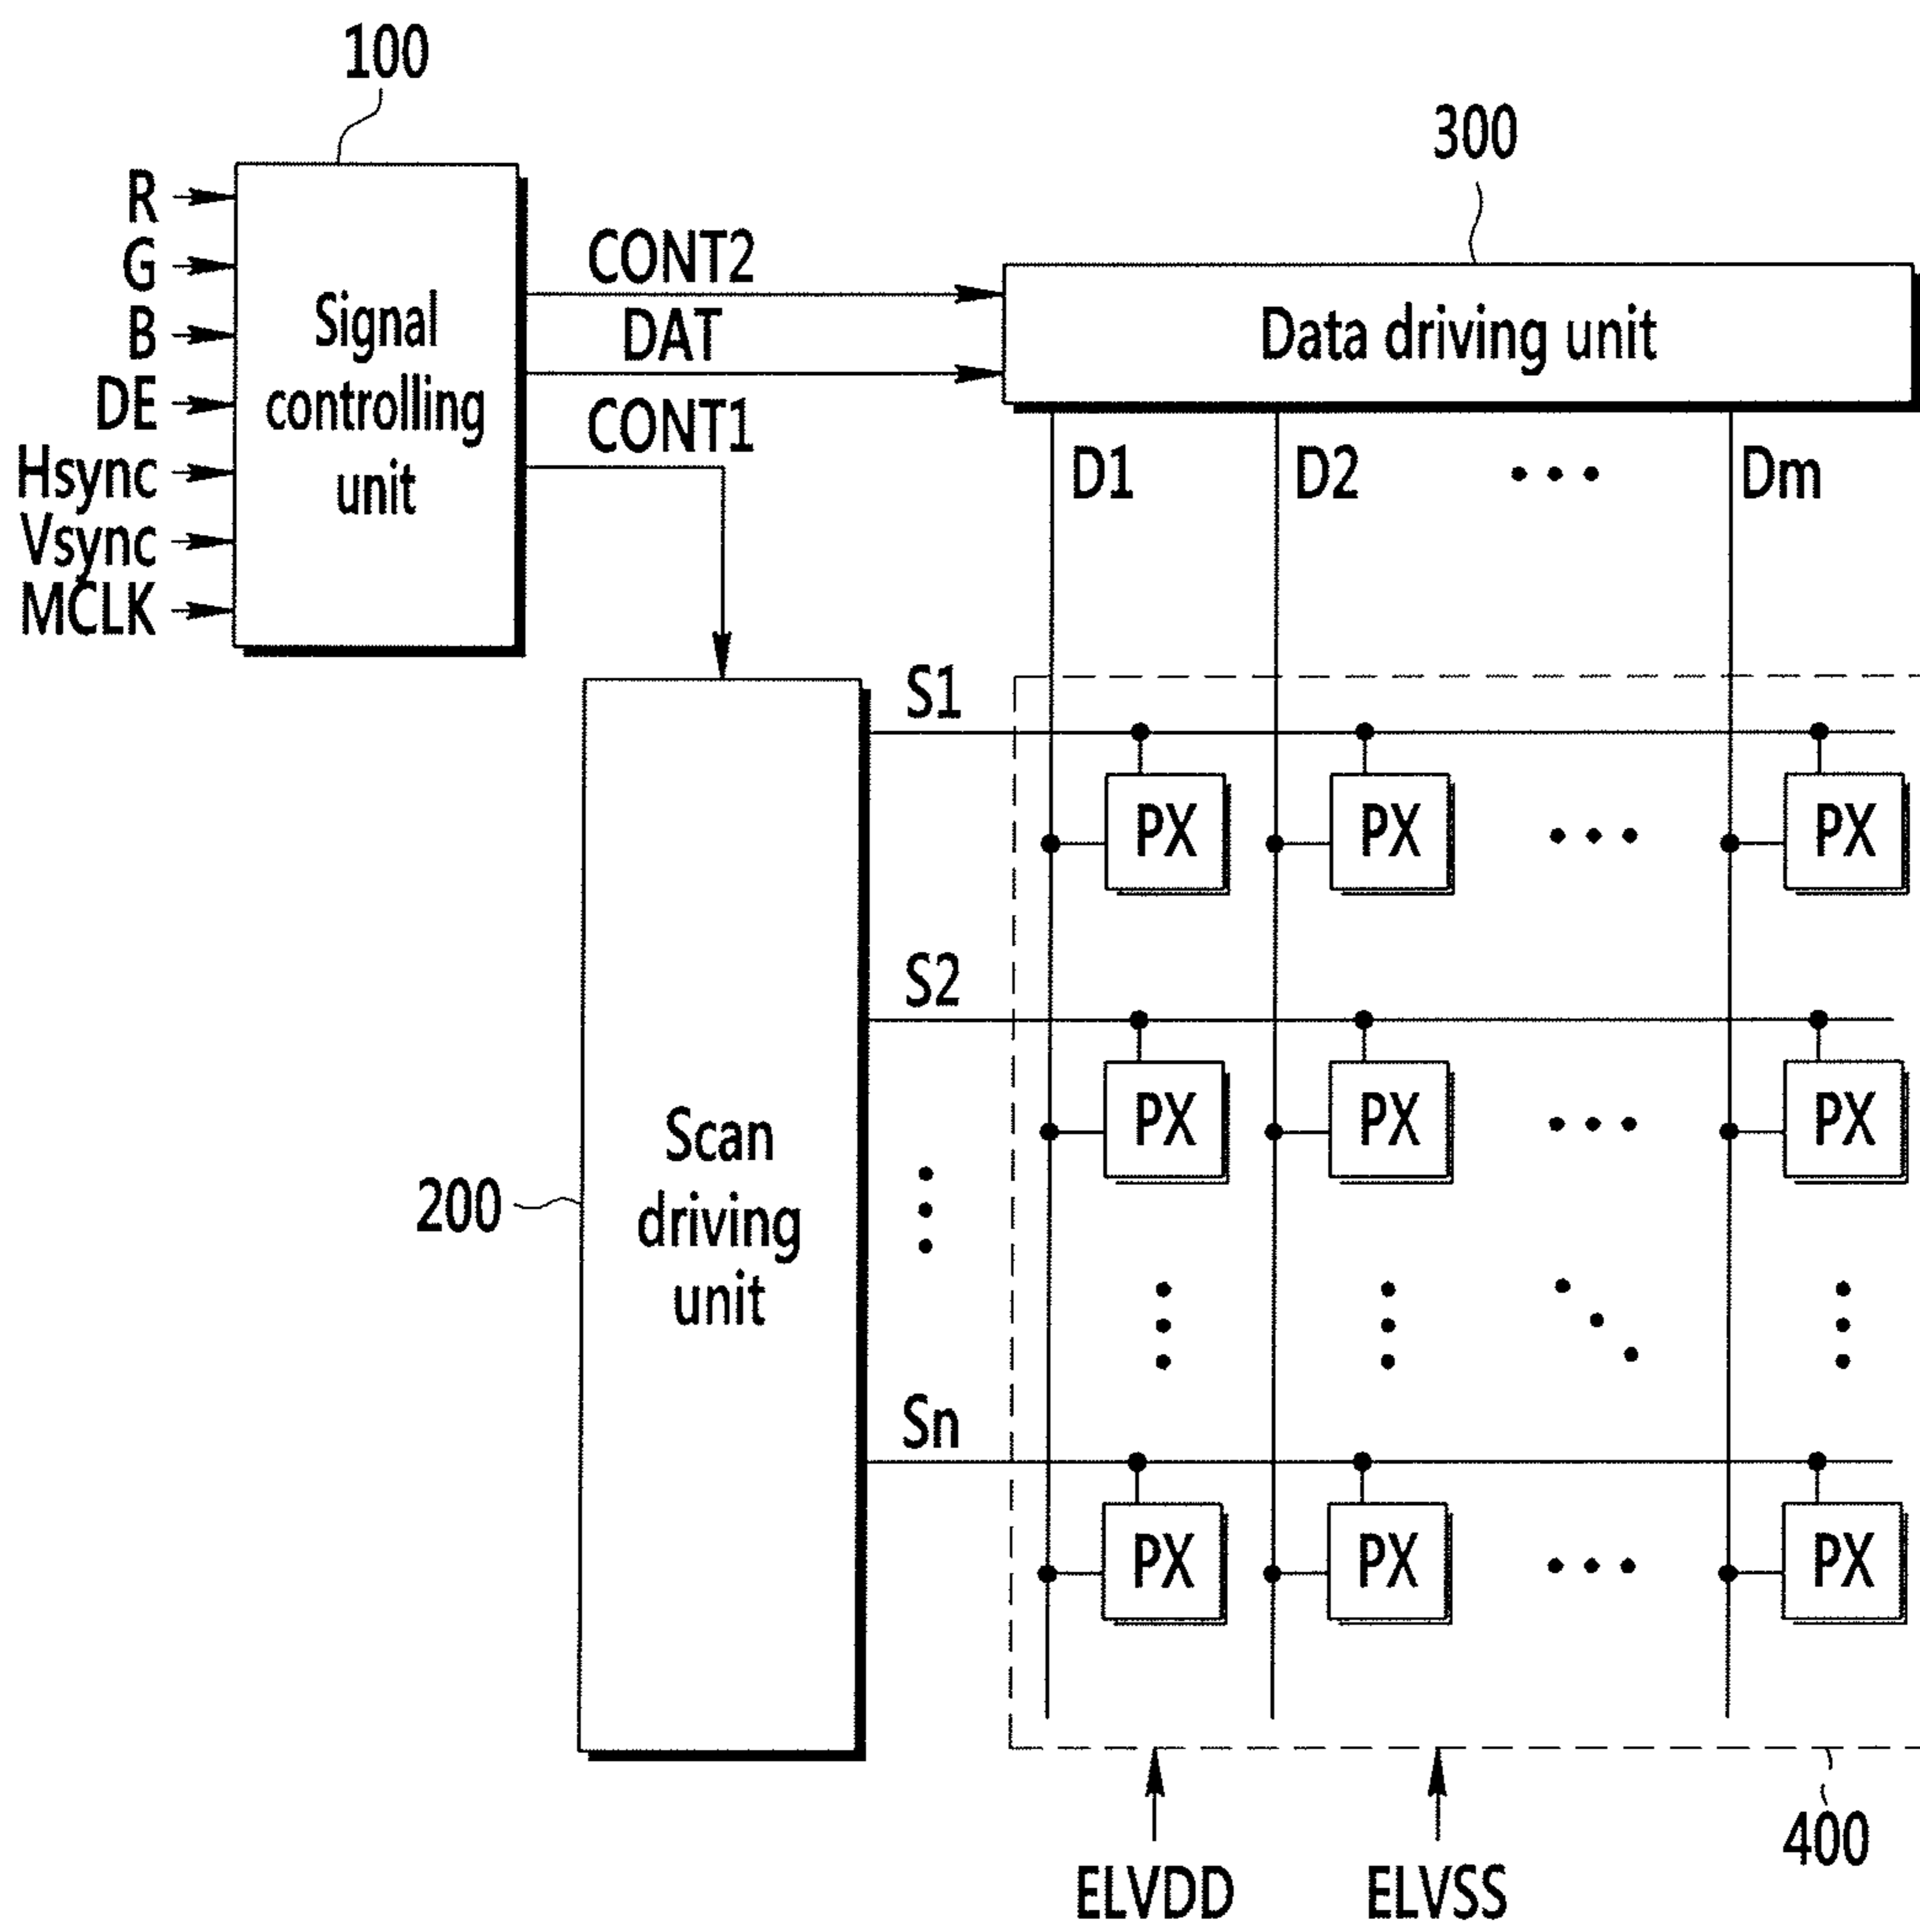 100
300
R
G
B
DE
Hsync
Vsync
MCLK
Signal
controlling
unit
CONT2
DAT
CONT1
Data driving unit
D1 D2 ··· Dm
S1
PX PX ··· PX
S2
PX PX ··· PX
Scan
driving
unit
200
Sn
PX PX ··· PX
400
ELVDD ELVSS